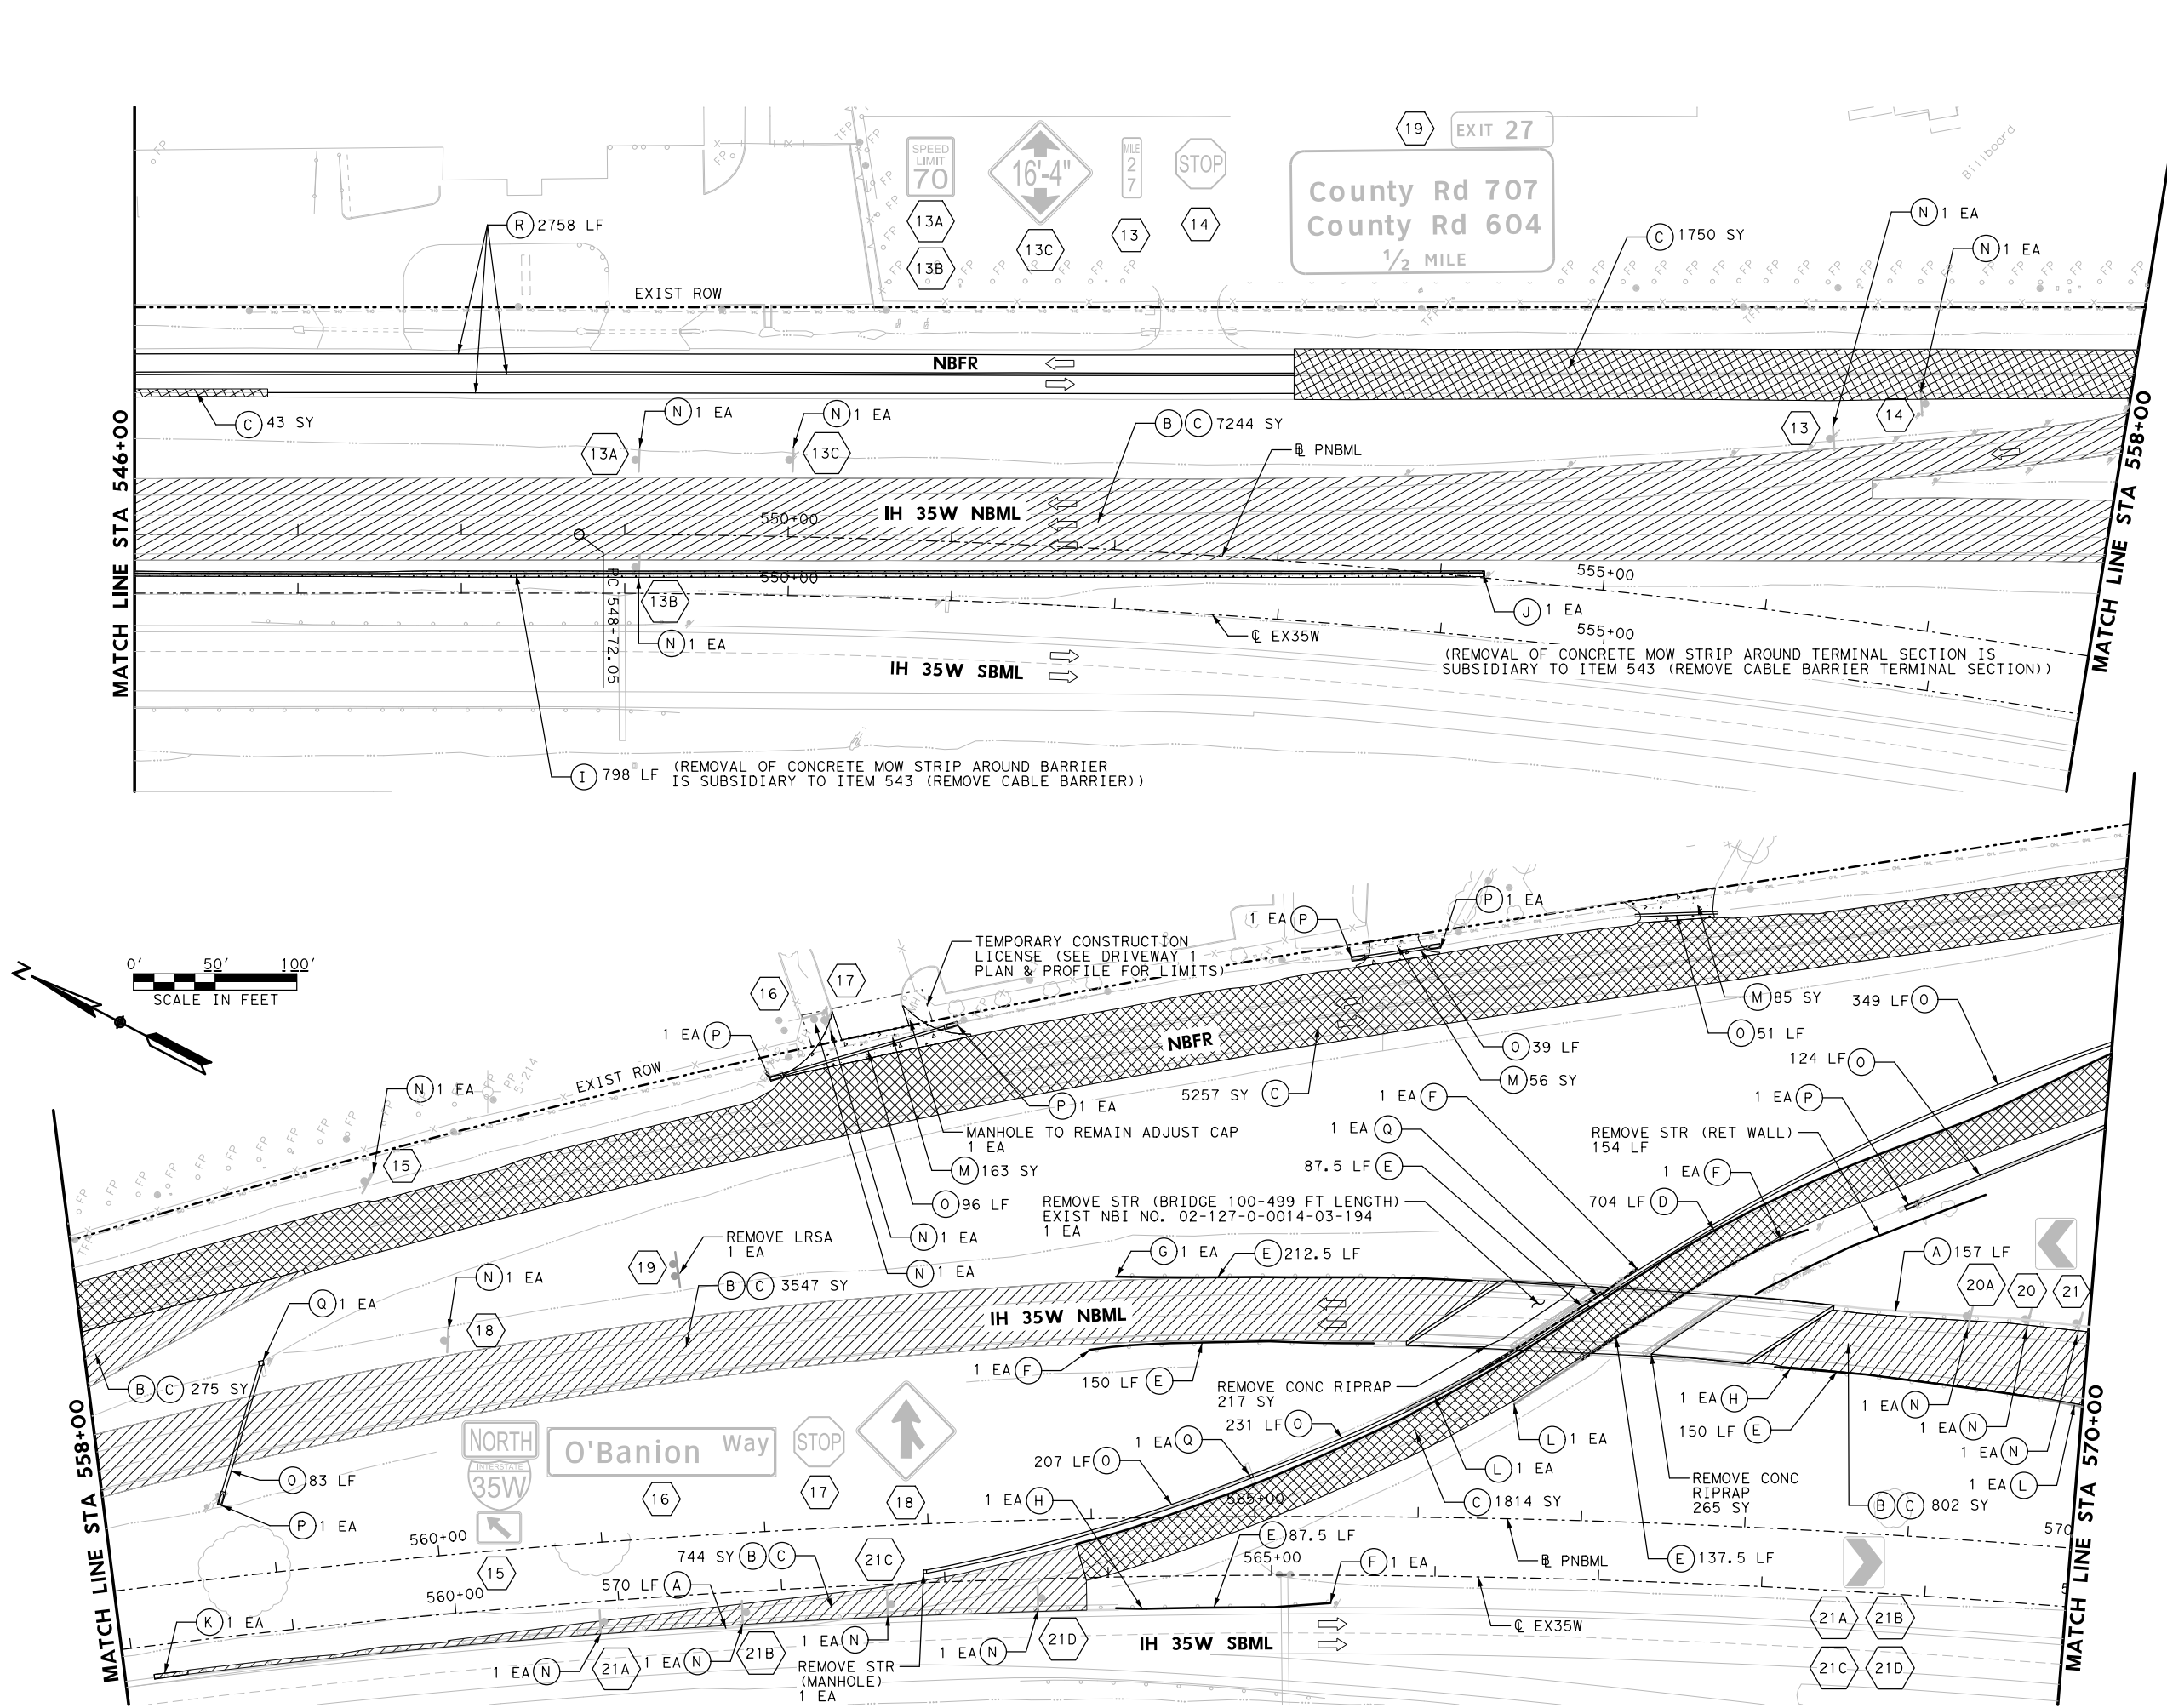 19
EXIT 27
SPEED
LIMIT
70
16'-4"
MILE
2
7
STOP
County Rd 707
County Rd 604
1/2 MILE
Billboard
13A
13B
13C
13
14
R 2758 LF
C 1750 SY
N 1 EA
N 1 EA
EXIST ROW
NBFR
C 43 SY
N 1 EA
N 1 EA
B C 7244 SY
13
14
13A
13C
℄ PNBML
IH 35W NBML
550+00
550+00
555+00
PC 548+72.05
13B
N 1 EA
J 1 EA
℄ EX35W
555+00
IH 35W SBML
(REMOVAL OF CONCRETE MOW STRIP AROUND TERMINAL SECTION IS
SUBSIDIARY TO ITEM 543 (REMOVE CABLE BARRIER TERMINAL SECTION))
I 798 LF (REMOVAL OF CONCRETE MOW STRIP AROUND BARRIER
IS SUBSIDIARY TO ITEM 543 (REMOVE CABLE BARRIER))
MATCH LINE STA 546+00
MATCH LINE STA 558+00
N
0' 50' 100'
SCALE IN FEET
TEMPORARY CONSTRUCTION
LICENSE (SEE DRIVEWAY 1
PLAN & PROFILE FOR LIMITS)
1 EA P
P 1 EA
16
17
1 EA P
M 85 SY
349 LF O
O 51 LF
124 LF O
O 39 LF
M 56 SY
NBFR
EXIST ROW
PP
S-214
N 1 EA
15
P 1 EA
5257 SY C
1 EA F
1 EA P
MANHOLE TO REMAIN ADJUST CAP
1 EA
M 163 SY
1 EA Q
REMOVE STR (RET WALL)
154 LF
87.5 LF E
1 EA F
O 96 LF
REMOVE STR (BRIDGE 100-499 FT LENGTH)
EXIST NBI NO. 02-127-0-0014-03-194
1 EA
704 LF D
N 1 EA
REMOVE LRSA
1 EA
19
N 1 EA
G 1 EA
E 212.5 LF
A 157 LF
N 1 EA
B C 3547 SY
20A
20
21
Q 1 EA
18
IH 35W NBML
B C 275 SY
1 EA F
150 LF E
REMOVE CONC RIPRAP
217 SY
1 EA H
150 LF E
1 EA N
1 EA N
1 EA N
1 EA L
231 LF O
1 EA Q
L 1 EA
207 LF O
L 1 EA
REMOVE CONC
RIPRAP
265 SY
1 EA H
C 1814 SY
B C 802 SY
O 83 LF
P 1 EA
NORTH
INTERSTATE
35W
O'Banion Way
STOP
16
17
18
15
560+00
565+00
570
744 SY B C
21C
E 87.5 LF
565+00
F 1 EA
℄ PNBML
E 137.5 LF
570 LF A
560+00
K 1 EA
℄ EX35W
21A 21B
21C 21D
1 EA N
21A
1 EA N
21B
1 EA N
1 EA N
21D
REMOVE STR
(MANHOLE)
1 EA
IH 35W SBML
MATCH LINE STA 558+00
MATCH LINE STA 570+00